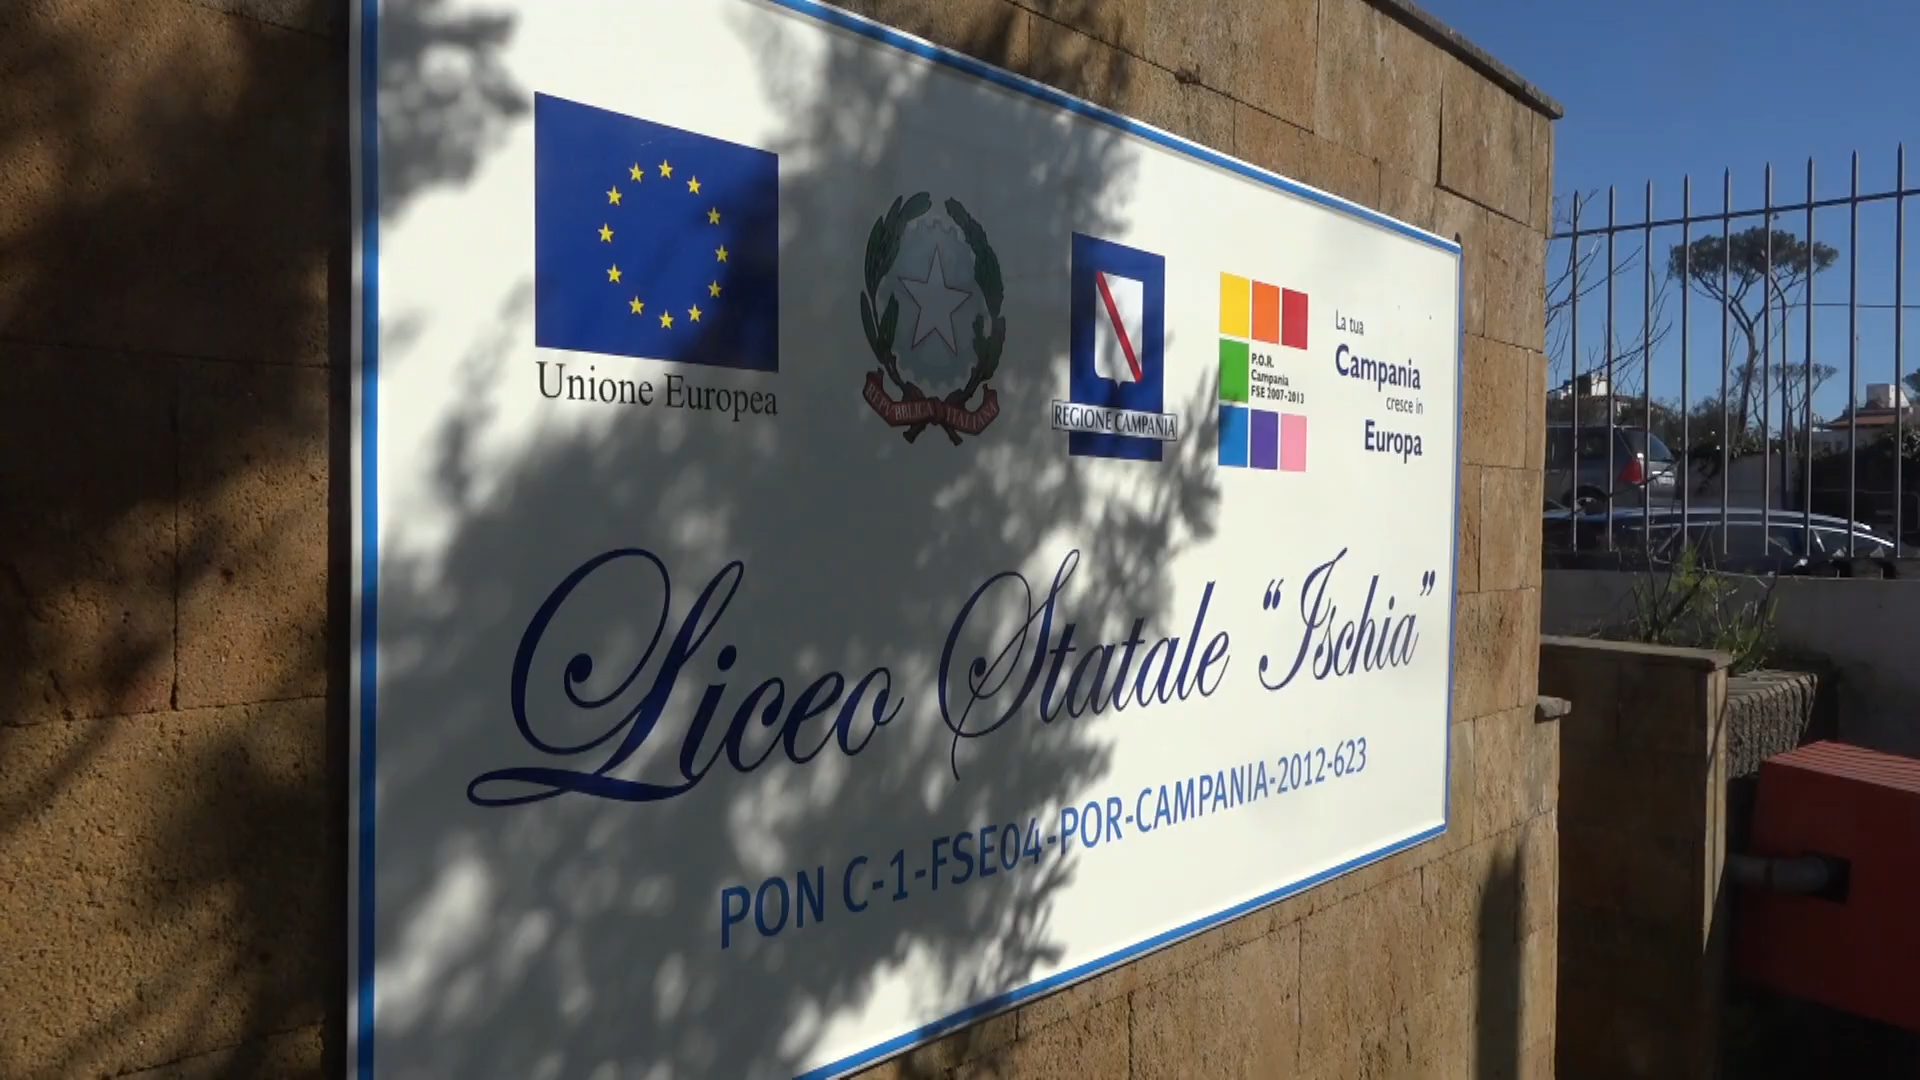 Unione Europea
REPVBBLICA ITALIANA
REGIONE CAMPANIA
P.O.R.
Campania
FSE 2007-2013
La tua
Campania
cresce in
Europa
Liceo Statale “Ischia”
PON C-1-FSE04-POR-CAMPANIA-2012-623